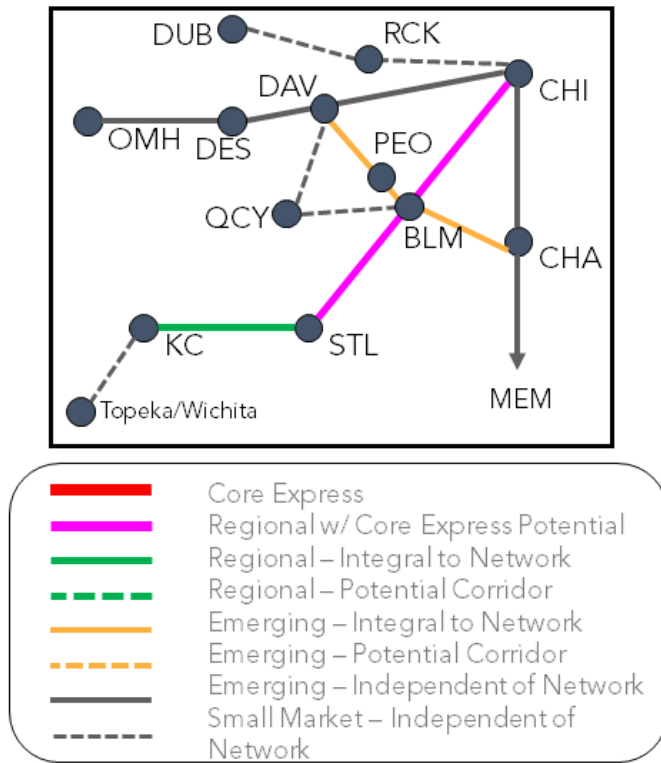 DUB
RCK
CHI
DAV
OMH
DES
PEO
QCY
BLM
CHA
KC
STL
MEM
Topeka/Wichita
Core Express
Regional w/ Core Express Potential
Regional – Integral to Network
Regional – Potential Corridor
Emerging – Integral to Network
Emerging – Potential Corridor
Emerging – Independent of Network
Small Market – Independent of
Network